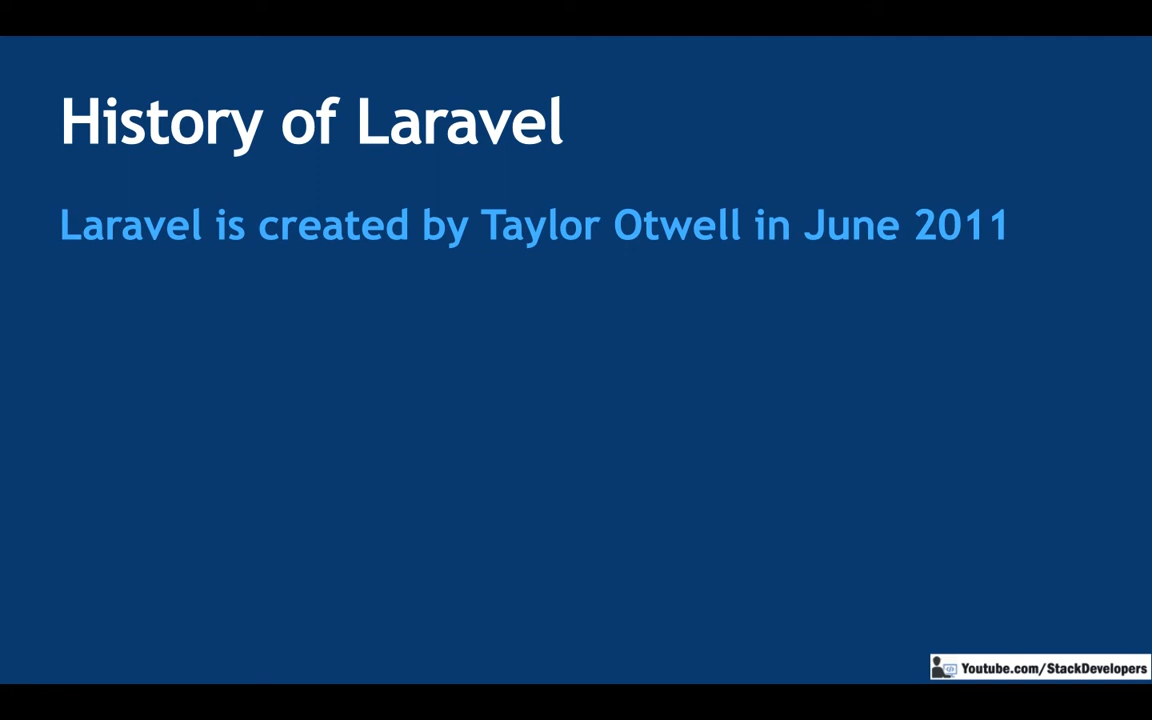 History of Laravel
Laravel is created by Taylor Otwell in June 2011
Youtube.com/StackDevelopers